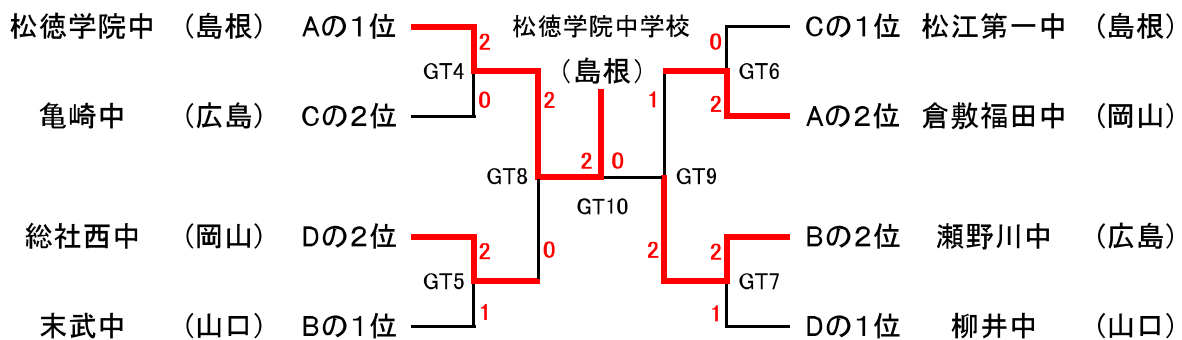 松徳学院中 （島根） Aの1位
亀崎中 （広島） Cの2位
総社西中 （岡山） Dの2位
末武中 （山口） Bの1位
GT4
2
0
GT5
2
1
GT8
2
0
松徳学院中学校
（島根）
2 0
GT10
GT9
1
2
GT6
0
2
GT7
2
1
Cの1位 松江第一中 （島根）
Aの2位 倉敷福田中 （岡山）
Bの2位 瀬野川中 （広島）
Dの1位 柳井中 （山口）